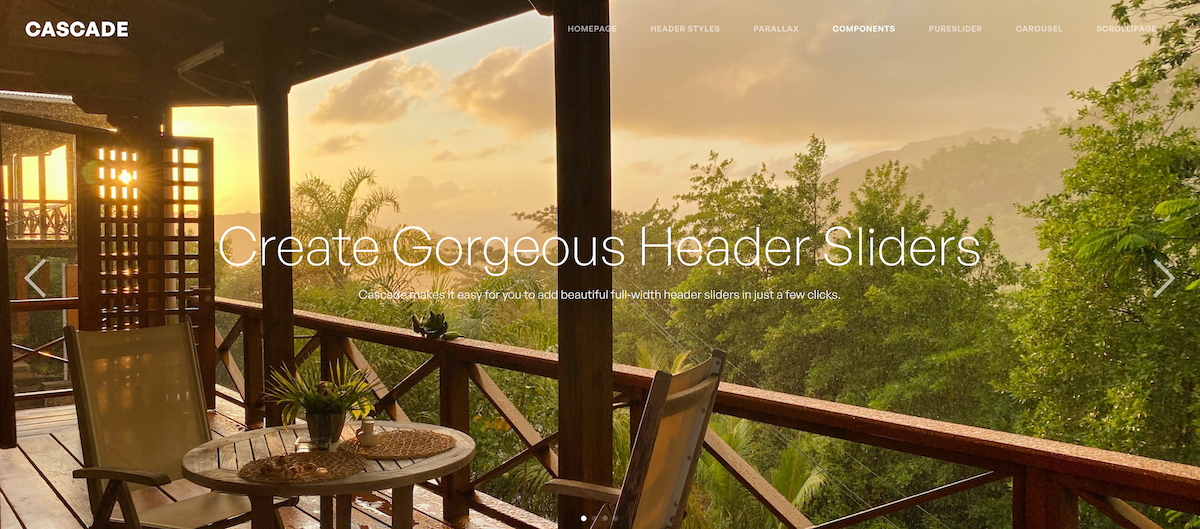 CASCADE
HOMEPAGE HEADER STYLES PARALLAX COMPONENTS PURESLIDER CAROUSEL SCROLLIPAGE
Create Gorgeous Header Sliders
Cascade makes it easy for you to add beautiful full-width header sliders in just a few clicks.